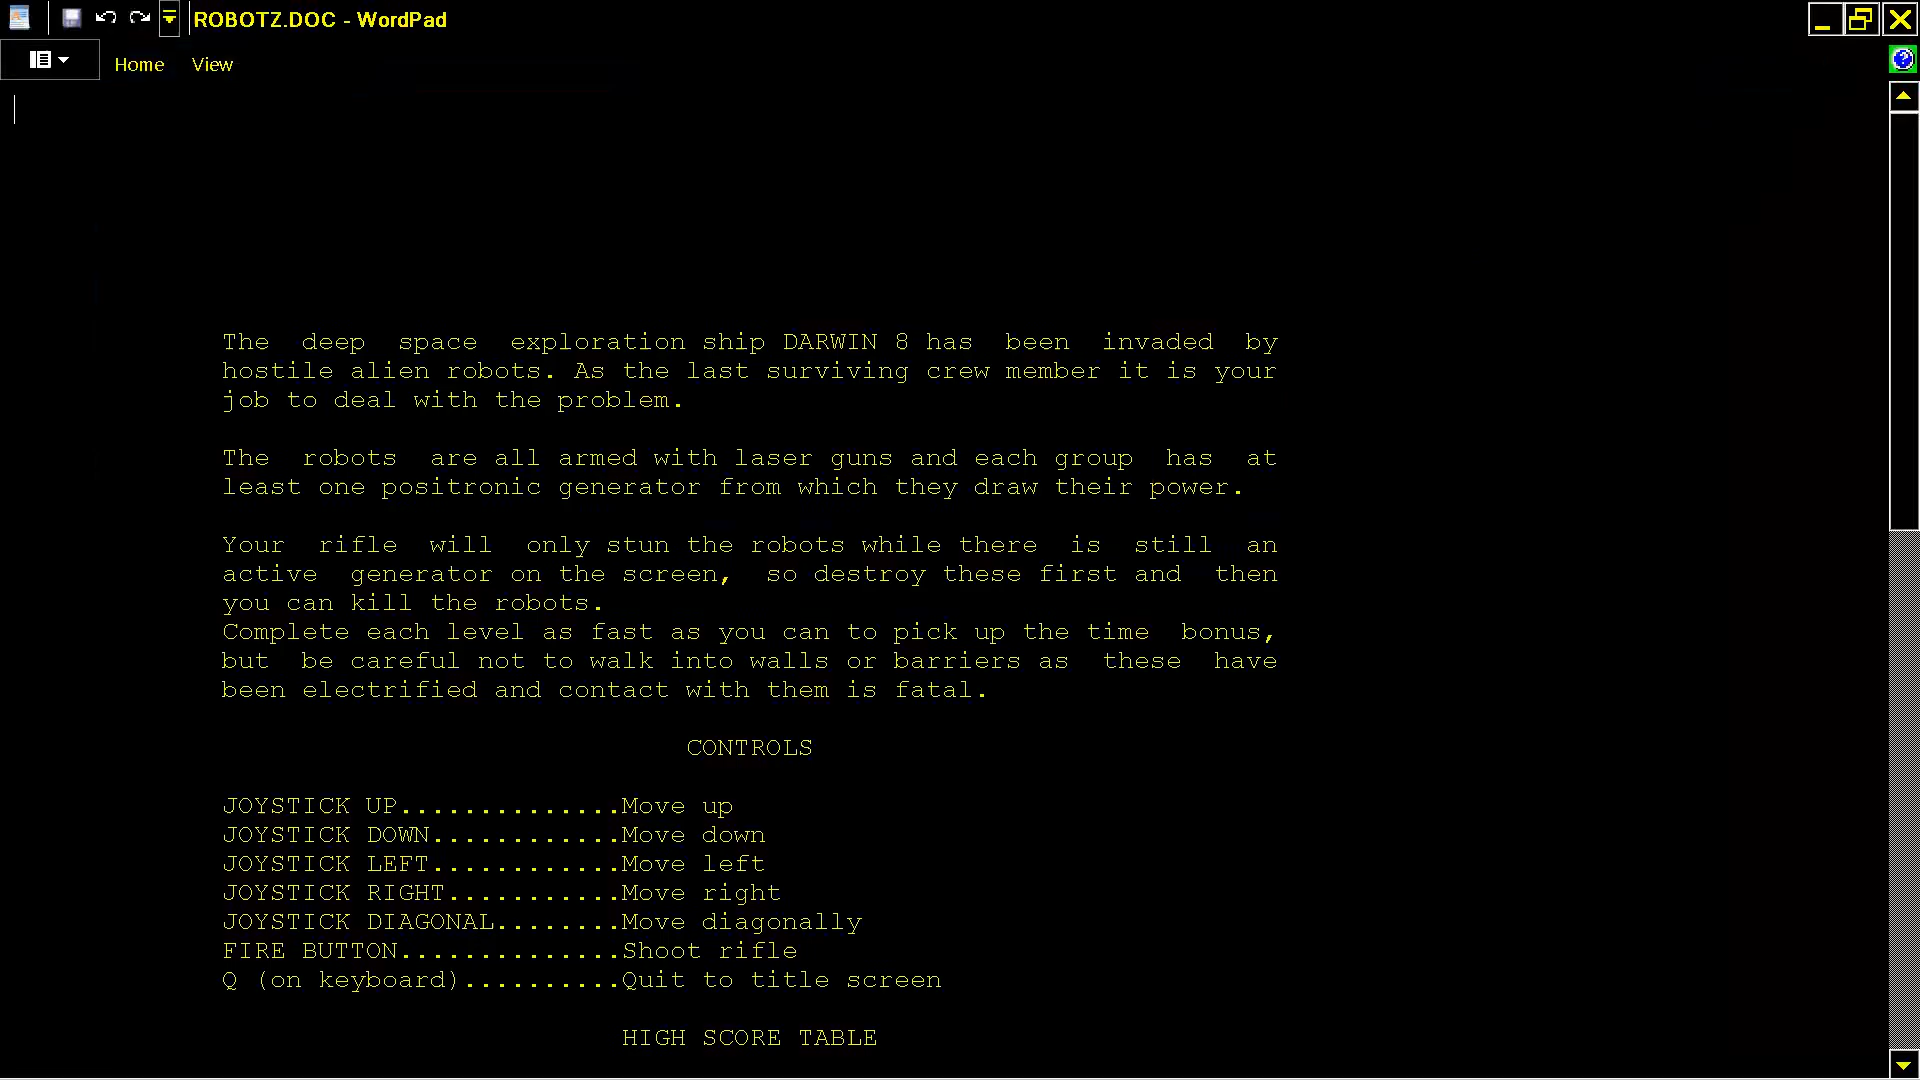 ROBOTZ.DOC - WordPad
Home View
The deep space exploration ship DARWIN 8 has been invaded by
hostile alien robots. As the last surviving crew member it is your
job to deal with the problem.
The robots are all armed with laser guns and each group has at
least one positronic generator from which they draw their power.
Your rifle will only stun the robots while there is still an
active generator on the screen, so destroy these first and then
you can kill the robots.
Complete each level as fast as you can to pick up the time bonus,
but be careful not to walk into walls or barriers as these have
been electrified and contact with them is fatal.
CONTROLS
JOYSTICK UP..............Move up
JOYSTICK DOWN............Move down
JOYSTICK LEFT............Move left
JOYSTICK RIGHT...........Move right
JOYSTICK DIAGONAL........Move diagonally
FIRE BUTTON..............Shoot rifle
Q (on keyboard)..........Quit to title screen
HIGH SCORE TABLE